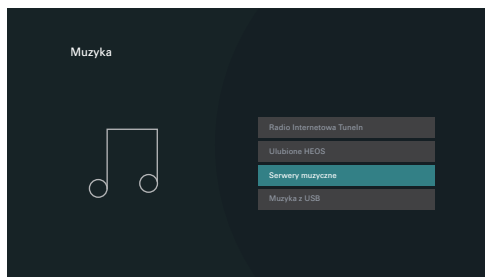 Muzyka
Radio Internetowa TuneIn
Ulubione HEOS
Serwery muzyczne
Muzyka z USB